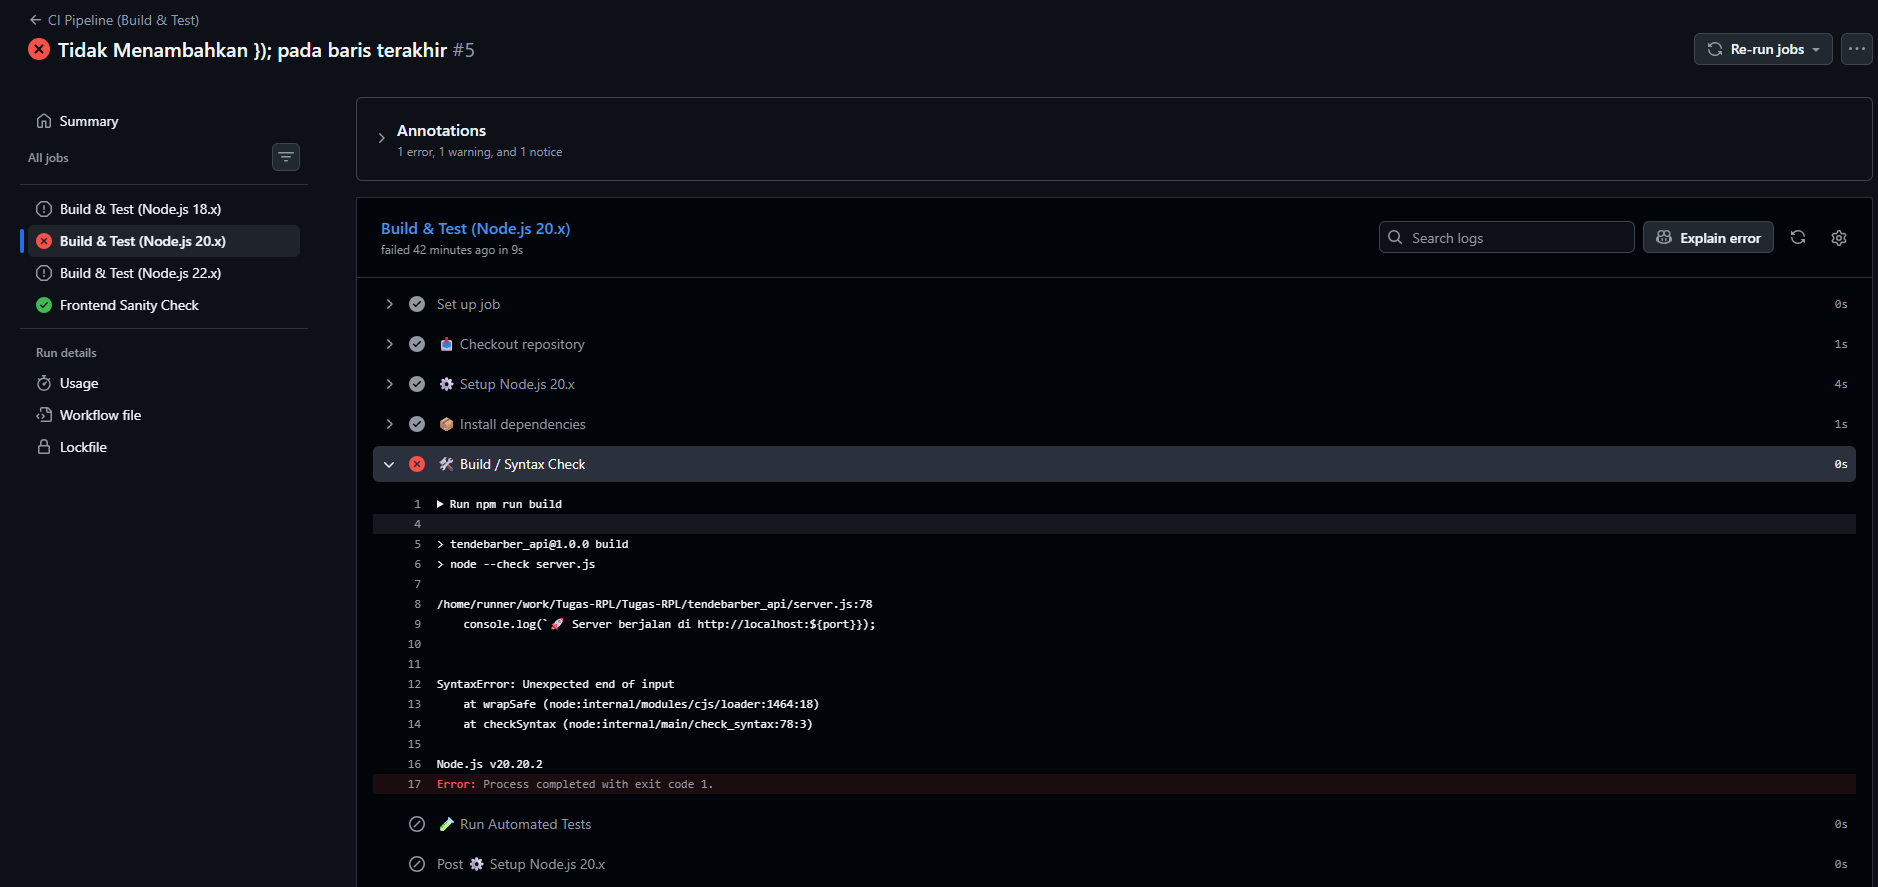 CI Pipeline (Build & Test)
Tidak Menambahkan }); pada baris terakhir #5
Re-run jobs
Summary
All jobs
Build & Test (Node.js 18.x)
Build & Test (Node.js 20.x)
Build & Test (Node.js 22.x)
Frontend Sanity Check
Run details
Usage
Workflow file
Lockfile
Annotations
1 error, 1 warning, and 1 notice
Build & Test (Node.js 20.x)
failed 42 minutes ago in 9s
Search logs
Explain error
Set up job 0s
Checkout repository 1s
Setup Node.js 20.x 4s
Install dependencies 1s
Build / Syntax Check 0s
1 Run npm run build
4
5 > tendebarber_api@1.0.0 build
6 > node --check server.js
7
8 /home/runner/work/Tugas-RPL/Tugas-RPL/tendebarber_api/server.js:78
9 console.log(`🚀 Server berjalan di http://localhost:${port}});
10
11
12 SyntaxError: Unexpected end of input
13 at wrapSafe (node:internal/modules/cjs/loader:1464:18)
14 at checkSyntax (node:internal/main/check_syntax:78:3)
15
16 Node.js v20.20.2
17 Error: Process completed with exit code 1.
Run Automated Tests 0s
Post ⚙️ Setup Node.js 20.x 0s